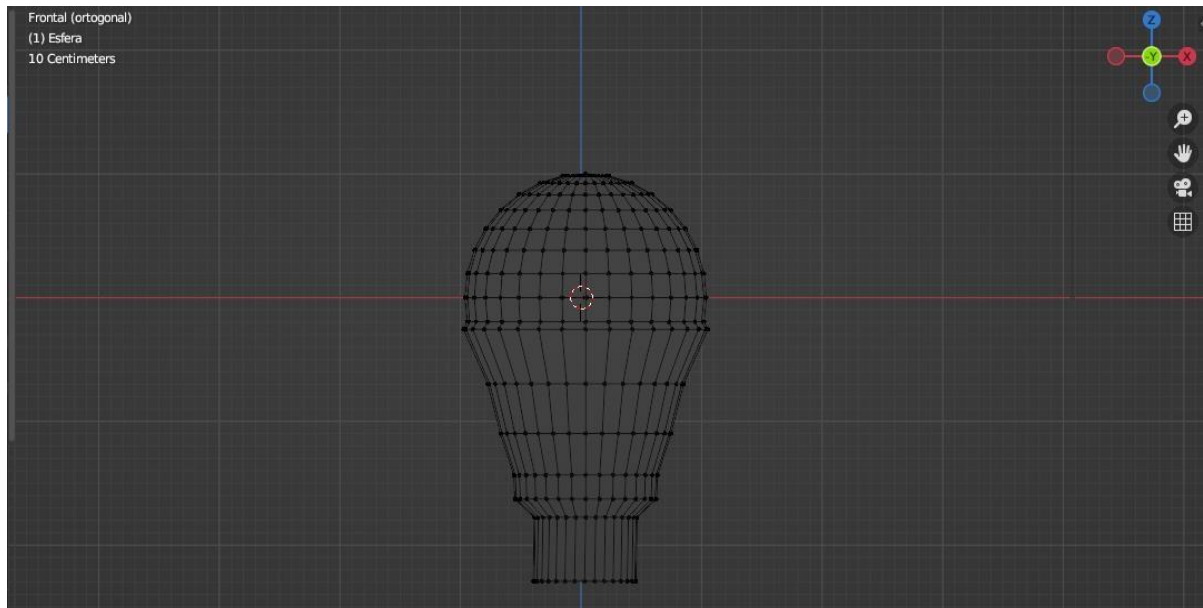 Frontal (ortogonal)
(1) Esfera
10 Centimeters
Z
-Y
X